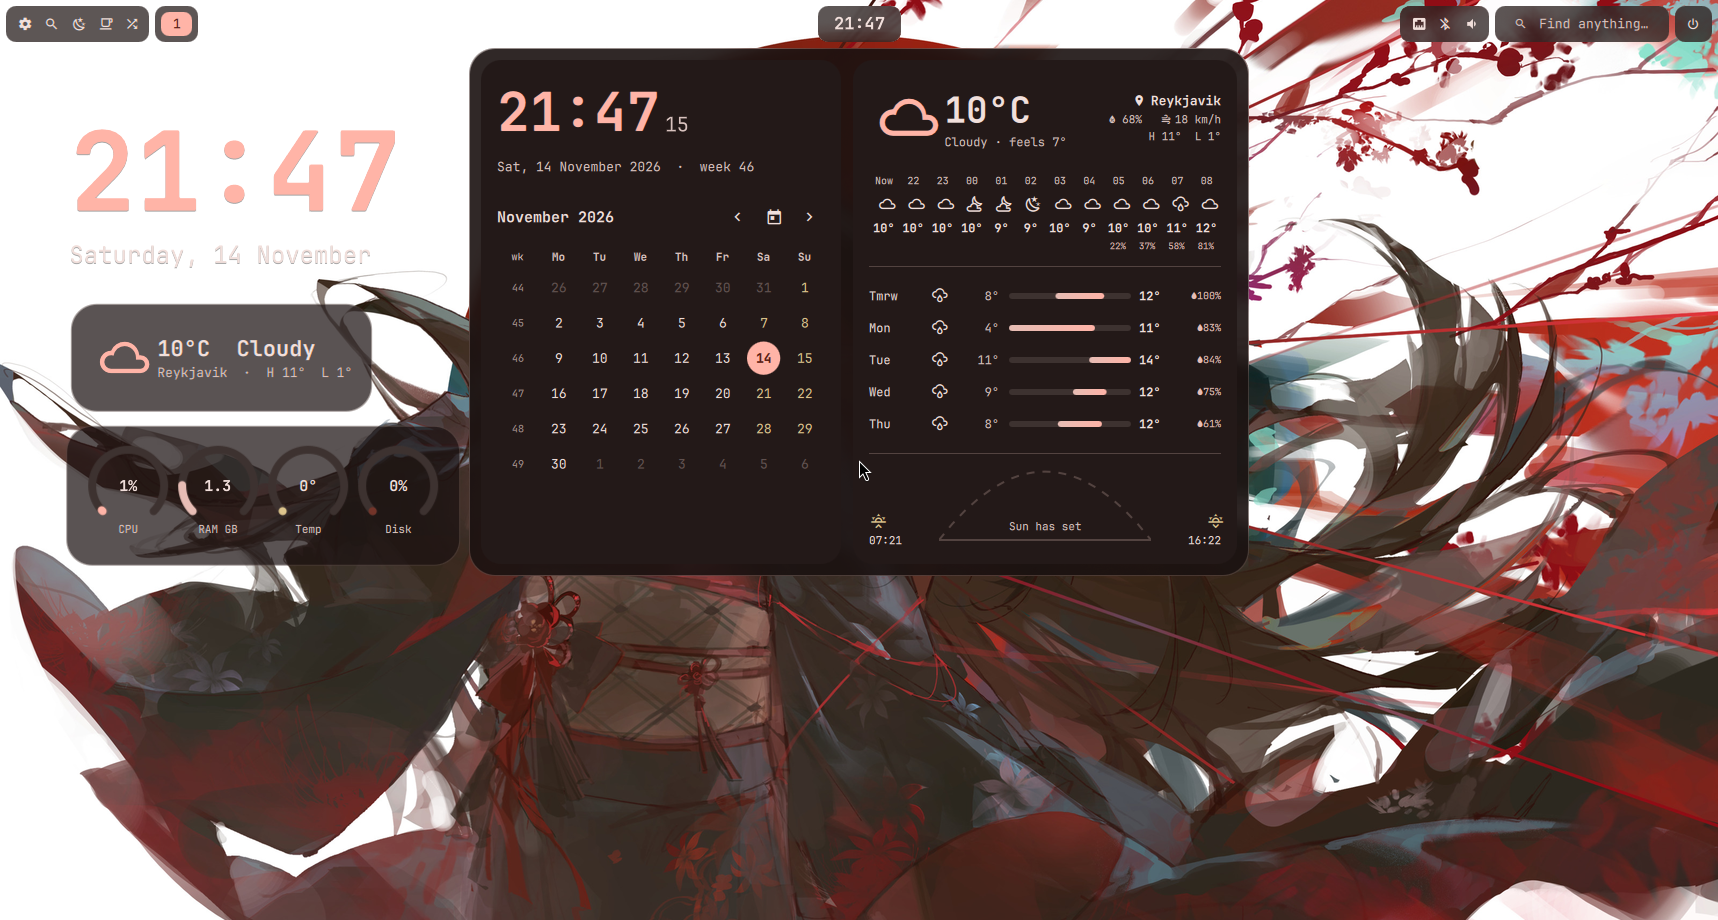 1
21:47
Find anything…
21:47
Saturday, 14 November
10°C Cloudy
Reykjavik · H 11° L 1°
1% 1.3 0° 0%
CPU RAM GB Temp Disk
21:47 15
Sat, 14 November 2026 · week 46
November 2026
wk Mo Tu We Th Fr Sa Su
44 26 27 28 29 30 31 1
45 2 3 4 5 6 7 8
46 9 10 11 12 13 14 15
47 16 17 18 19 20 21 22
48 23 24 25 26 27 28 29
49 30 1 2 3 4 5 6
10°C
Cloudy · feels 7°
Reykjavik
68% 18 km/h
H 11° L 1°
Now 22 23 00 01 02 03 04 05 06 07 08
10° 10° 10° 10° 9° 9° 10° 9° 10° 10° 11° 12°
22% 37% 58% 81%
Tmrw 8° 12° 100%
Mon 4° 11° 83%
Tue 11° 14° 84%
Wed 9° 12° 75%
Thu 8° 12° 61%
Sun has set
07:21 16:22